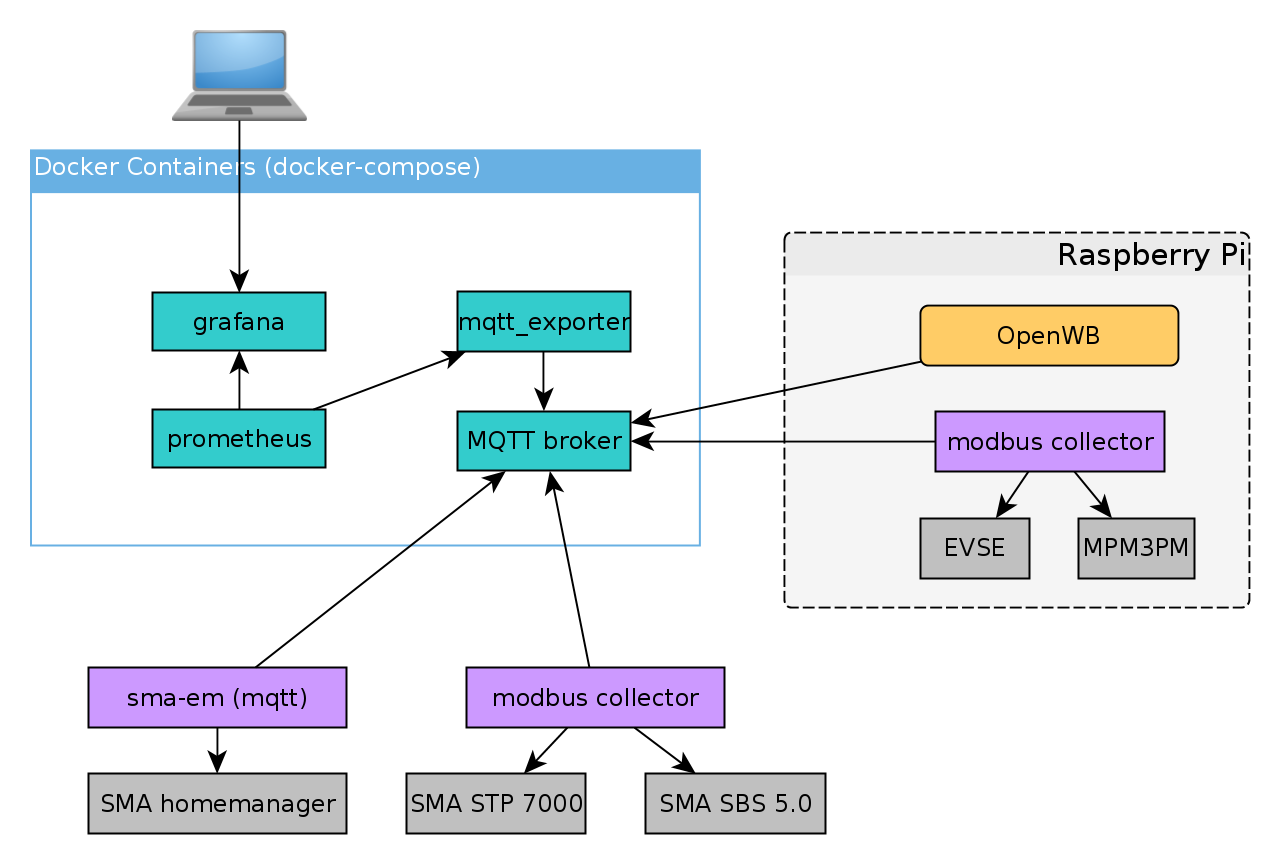 Docker Containers (docker-compose)
Raspberry Pi
grafana
mqtt_exporter
OpenWB
prometheus
MQTT broker
modbus collector
EVSE
MPM3PM
sma-em (mqtt)
modbus collector
SMA homemanager
SMA STP 7000
SMA SBS 5.0